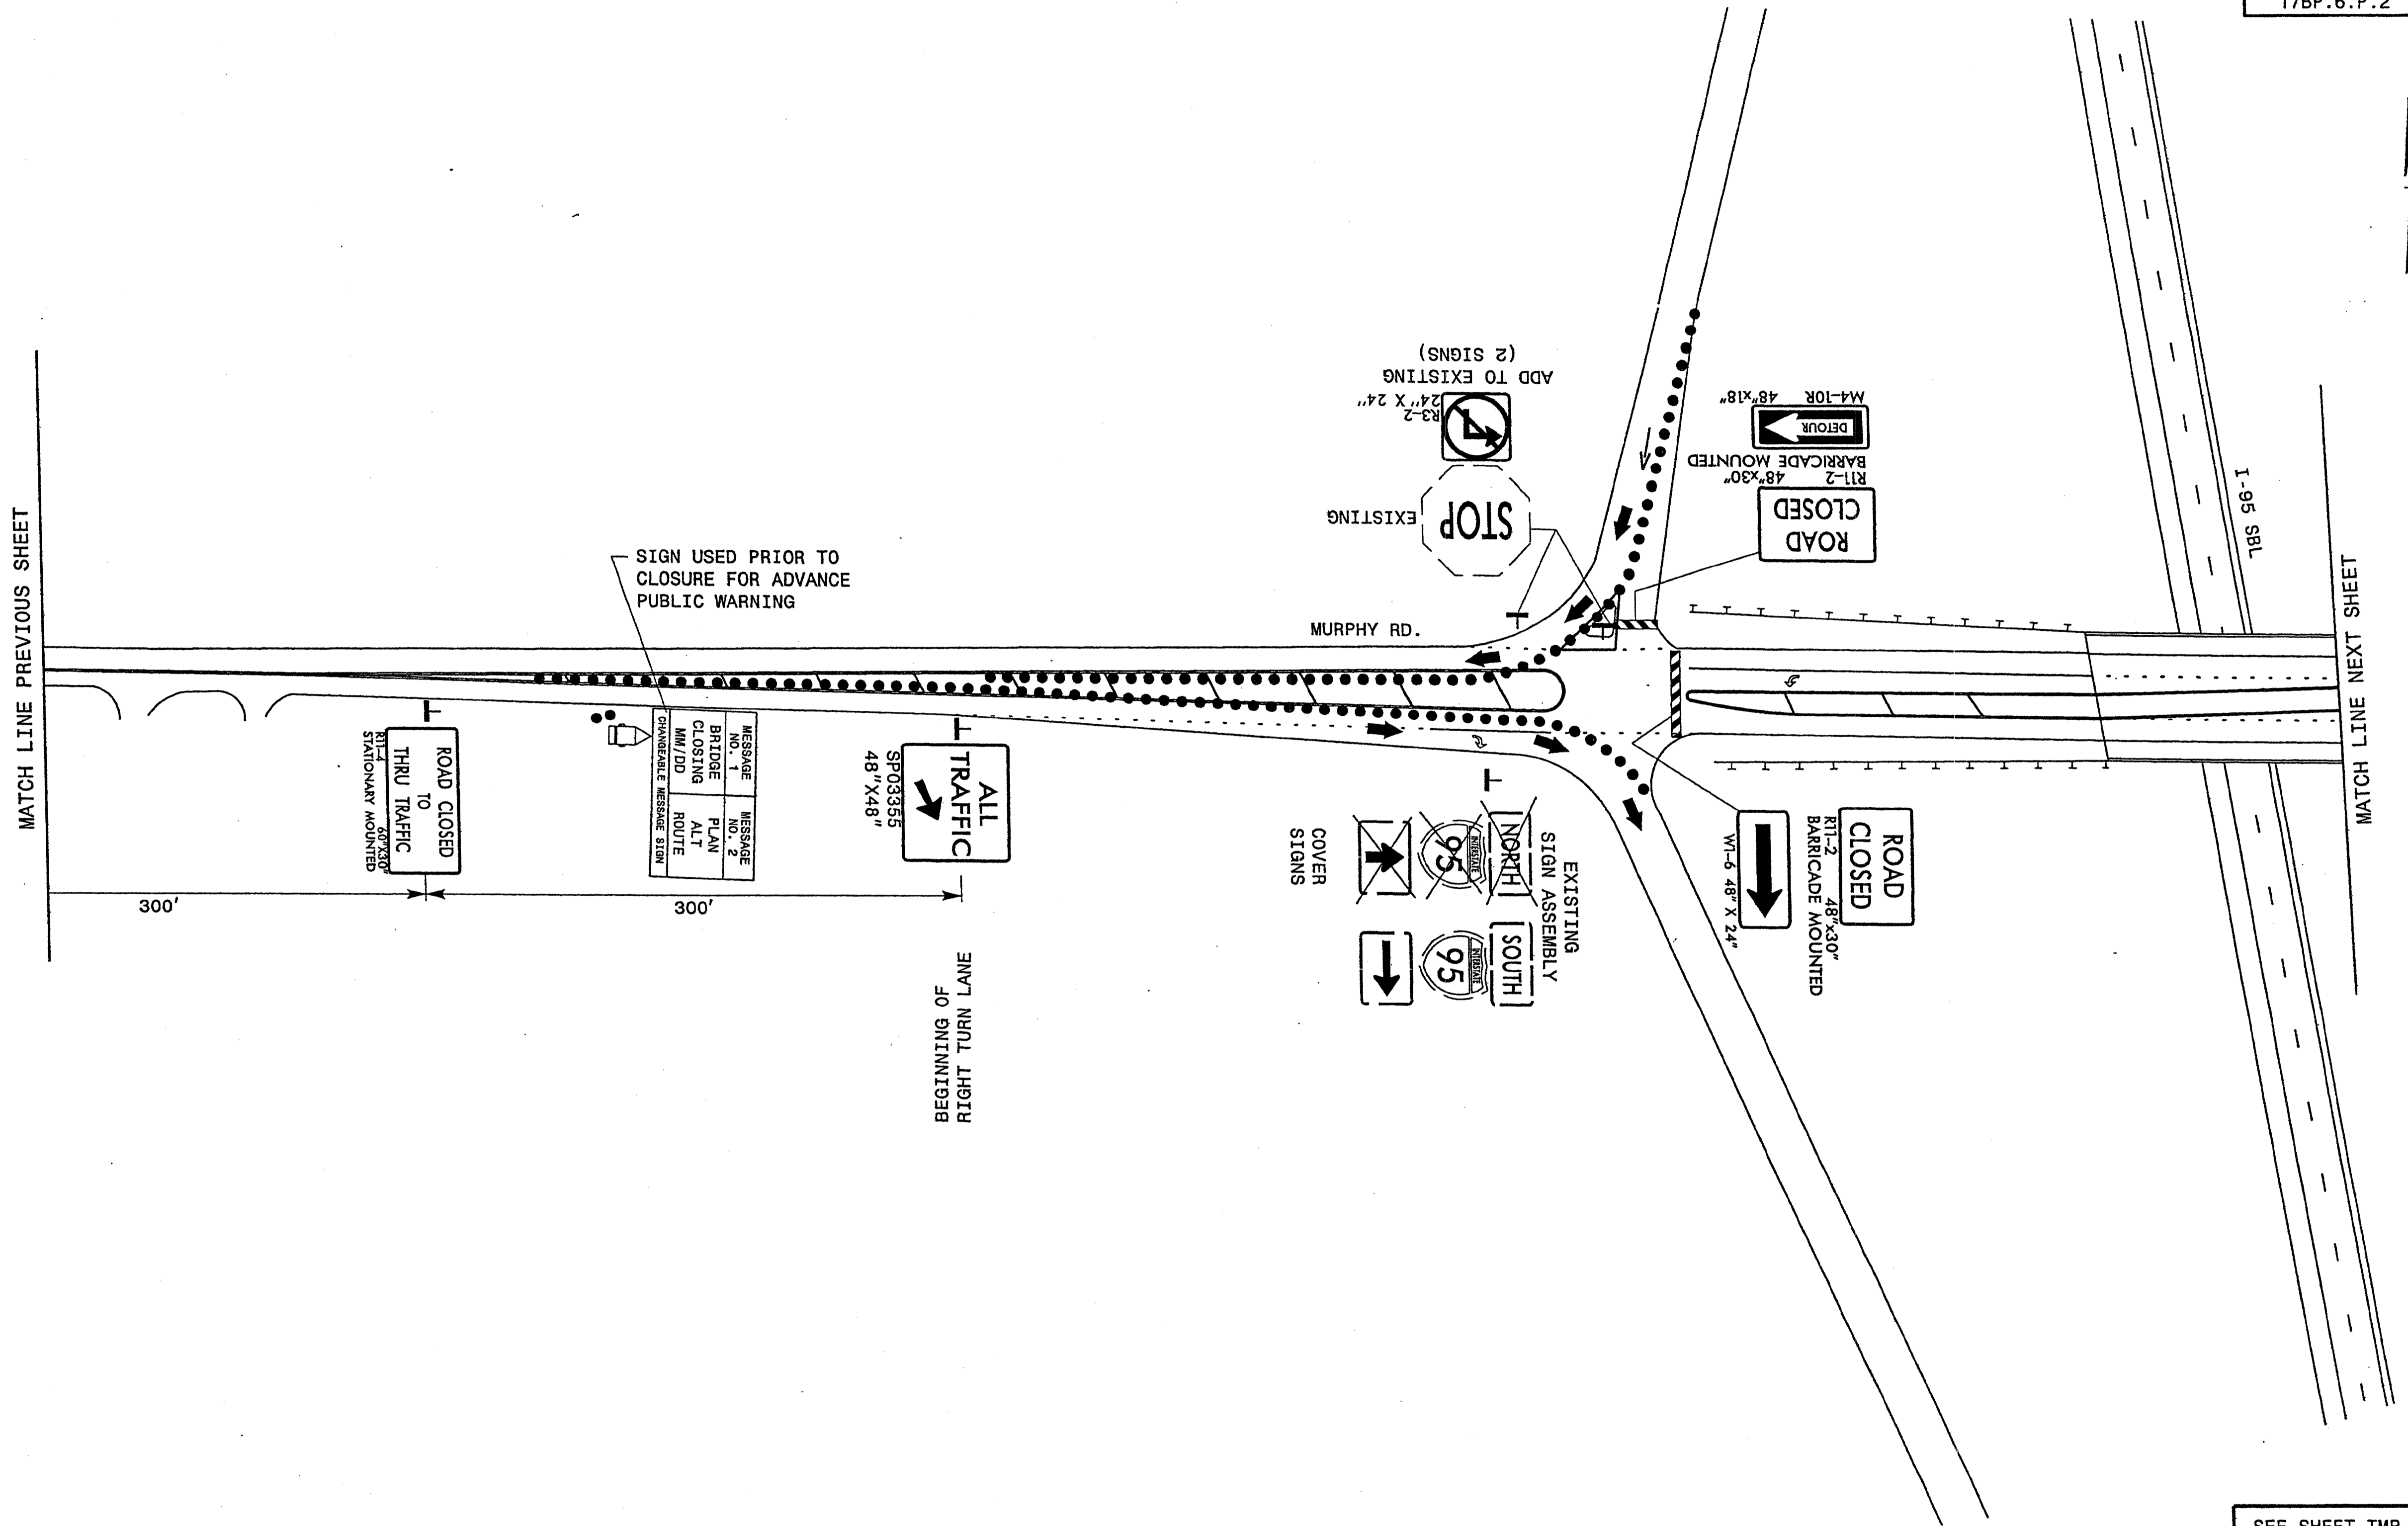 17BP.6.P.2
MATCH LINE PREVIOUS SHEET
SIGN USED PRIOR TO
CLOSURE FOR ADVANCE
PUBLIC WARNING
MURPHY RD.
ADD TO EXISTING
(2 SIGNS)
R3-2
24" X 24"
STOP
EXISTING
M4-10R 48"x18"
DETOUR
BARRICADE MOUNTED
R11-2 48"x30"
ROAD
CLOSED
I-95 SBL
MATCH LINE NEXT SHEET
ROAD CLOSED
TO
THRU TRAFFIC
R11-4 60"X30"
STATIONARY MOUNTED
300'
300'
MESSAGE
NO. 1
BRIDGE
CLOSING
MM/DD
MESSAGE
NO. 2
PLAN
ALT
ROUTE
CHANGEABLE MESSAGE SIGN
ALL
TRAFFIC
SP03355
48"X48"
BEGINNING OF
RIGHT TURN LANE
EXISTING
SIGN ASSEMBLY
NORTH
INTERSTATE
95
SOUTH
INTERSTATE
95
COVER
SIGNS
ROAD
CLOSED
R11-2 48"x30"
BARRICADE MOUNTED
W1-6 48" X 24"
SEE SHEET TMP